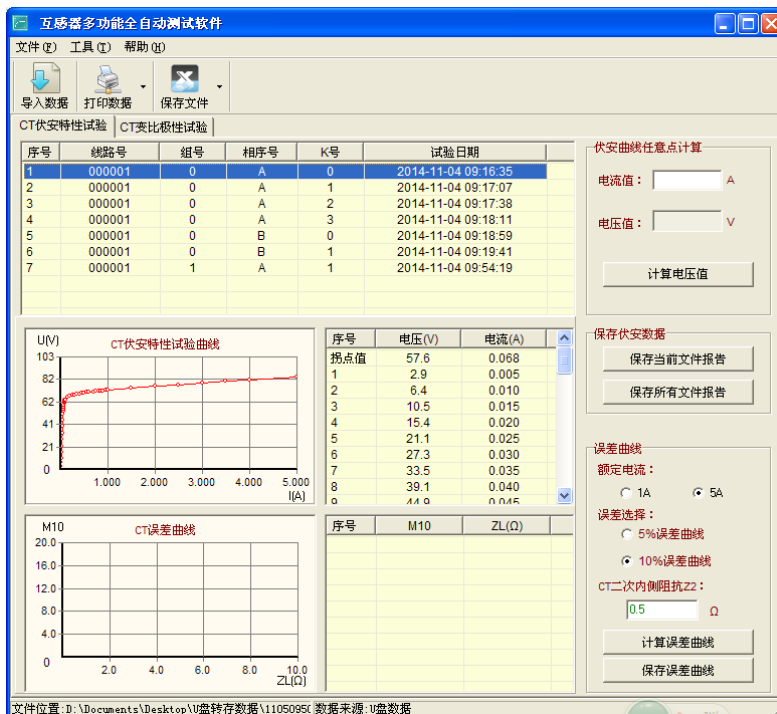 互感器多功能全自动测试软件
文件(F) 工具(T) 帮助(H)
导入数据 打印数据 保存文件
CT伏安特性试验 CT变比极性试验
序号 线路号 组号 相序号 K号 试验日期
1 000001 0 A 0 2014-11-04 09:16:35
2 000001 0 A 1 2014-11-04 09:17:07
3 000001 0 A 2 2014-11-04 09:17:38
4 000001 0 A 3 2014-11-04 09:18:11
5 000001 0 B 0 2014-11-04 09:18:59
6 000001 0 B 1 2014-11-04 09:19:41
7 000001 1 A 1 2014-11-04 09:54:19
伏安曲线任意点计算
电流值： A
电压值： V
计算电压值
U(V) CT伏安特性试验曲线
103
82
62
41
21
0
1.000 2.000 3.000 4.000 5.000
I(A)
序号 电压(V) 电流(A)
拐点值 57.6 0.068
1 2.9 0.005
2 6.4 0.010
3 10.5 0.015
4 15.4 0.020
5 21.1 0.025
6 27.3 0.030
7 33.5 0.035
8 39.1 0.040
9 44.9 0.045
保存伏安数据
保存当前文件报告
保存所有文件报告
M10 CT误差曲线
20.0
16.0
12.0
8.0
4.0
0
2.0 4.0 6.0 8.0 10.0
ZL(Ω)
序号 M10 ZL(Ω)
误差曲线
额定电流：
1A 5A
误差选择：
5%误差曲线
10%误差曲线
CT二次内侧阻抗Z2：
0.5 Ω
计算误差曲线
保存误差曲线
文件位置:D:\Documents\Desktop\U盘转存数据\1105095( 数据来源:U盘数据